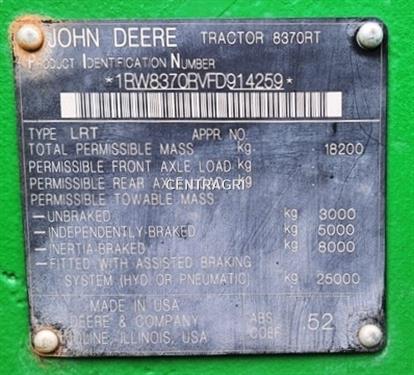 JOHN DEERE TRACTOR 8370RT
PRODUCT IDENTIFICATION NUMBER
*1RW8370RVFD914259*
TYPE LRT APPR. NO.
TOTAL PERMISSIBLE MASS kg 18200
PERMISSIBLE FRONT AXLE LOAD kg
PERMISSIBLE REAR AXLE LOAD kg
CENTRAGRI
PERMISSIBLE TOWABLE MASS
—UNBRAKED kg 3000
—INDEPENDENTLY-BRAKED kg 5000
—INERTIA-BRAKED kg 8000
—FITTED WITH ASSISTED BRAKING
SYSTEM (HYD OR PNEUMATIC) kg 25000
MADE IN USA
DEERE & COMPANY
MOLINE, ILLINOIS, USA
ABS
COEF .52